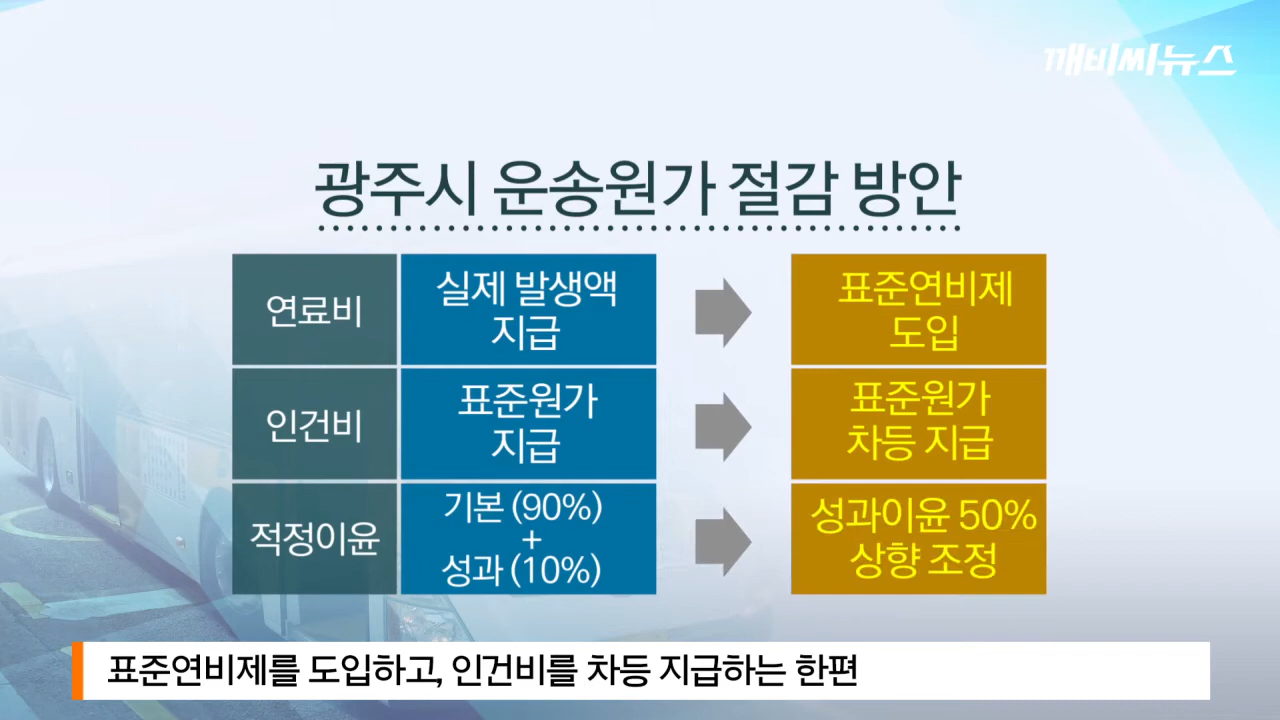 깨비씨뉴스
광주시 운송원가 절감 방안
연료비
실제 발생액
지급
표준연비제
도입
인건비
표준원가
지급
표준원가
차등 지급
적정이윤
기본 (90%)
+
성과 (10%)
성과이윤 50%
상향 조정
표준연비제를 도입하고, 인건비를 차등 지급하는 한편